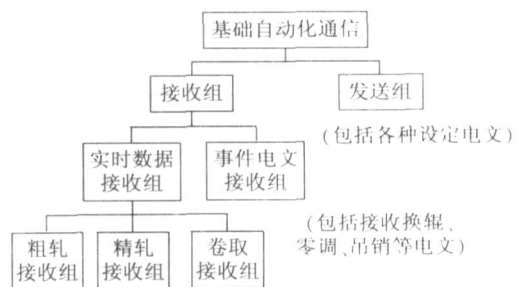 基础自动化通信
接收组
发送组
(包括各种设定电文)
实时数据
接收组
事件电文
接收组
(包括接收换辊、
零调、吊销等电文)
粗轧
接收组
精轧
接收组
卷取
接收组